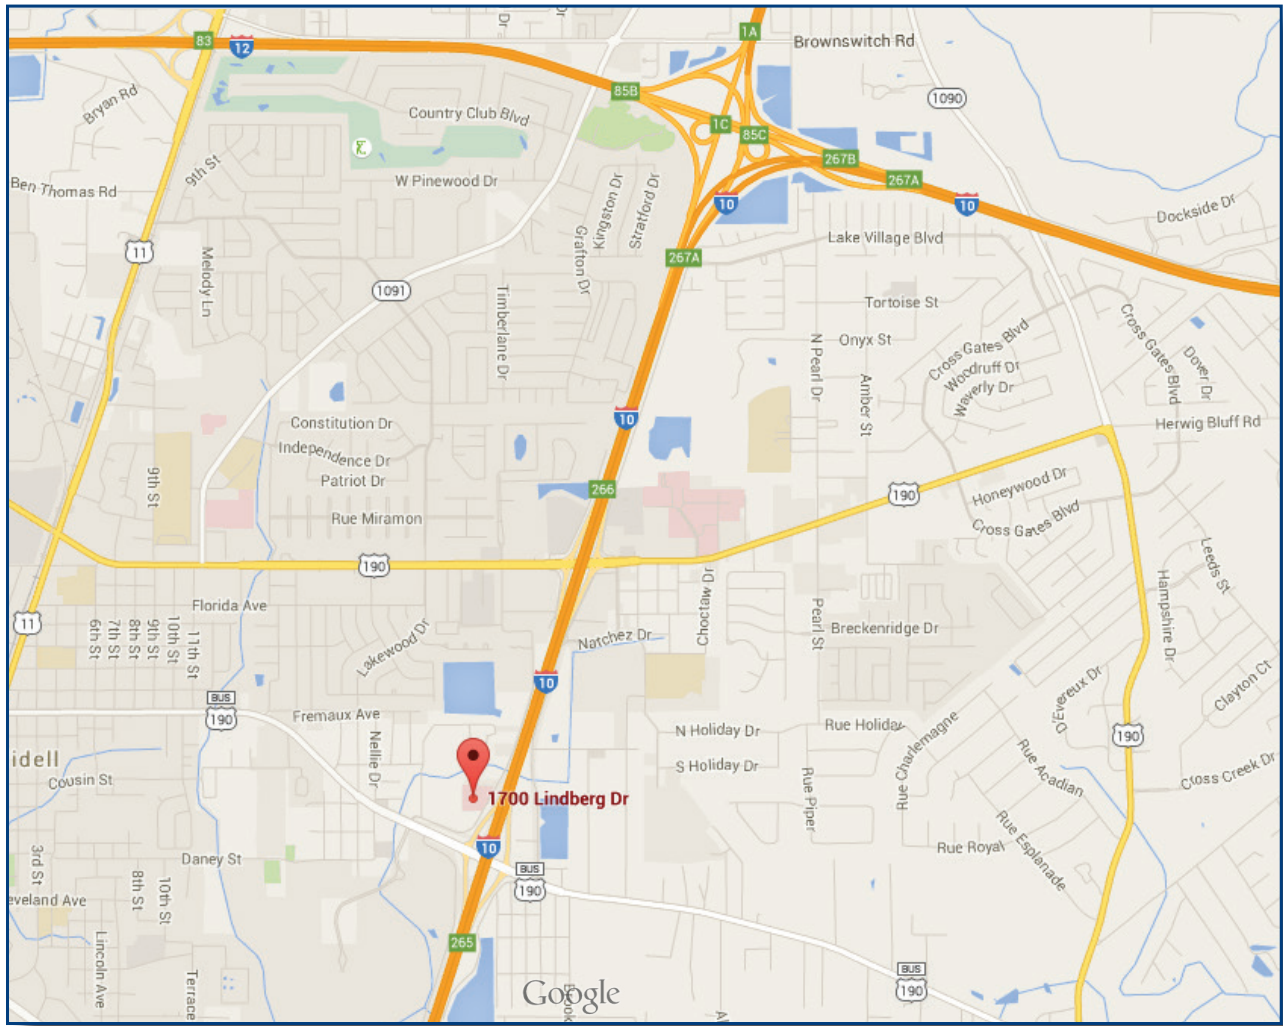 Dr
Dr
1A
83
12
Brownswitch Rd
85B
Bryan Rd
1090
Country Club Blvd
1C
85C
267B
9th St
W Pinewood Dr
267A
Ben Thomas Rd
Kingston Dr
Stratford Dr
10
10
Dockside Dr
Grafton Dr
Lake Village Blvd
11
267A
Melody Ln
1091
Timberlane Dr
Tortoise St
Onyx St
N Pearl Dr
Cross Gates Blvd
Cross Gates Blvd
Woodruff Dr
Waverly Dr
Dover Dr
Amber St
10
Constitution Dr
Herwig Bluff Rd
Independence Dr
Patriot Dr
9th St
266
190
Honeywood Dr
Rue Miramon
Cross Gates Blvd
190
Leeds St
Florida Ave
Choctaw Dr
Hampshire Dr
11
6th St
7th St
8th St
9th St
10th St
11th St
Lakewood Dr
Natchez Dr
Pearl St
Breckenridge Dr
10
BUS
190
Fremaux Ave
Nellie Dr
N Holiday Dr
Rue Holiday
D'Evereux Dr
Clayton Ct
190
idell
Cousin St
S Holiday Dr
Rue Piper
Rue Charlemagne
Rue Acadian
Cross Creek Dr
1700 Lindberg Dr
10
3rd St
Daney St
Rue Royal
Rue Esplanade
BUS
190
eveland Ave
8th St
10th St
265
Lincoln Ave
Terrace
BUS
190
Google
Brook
Al